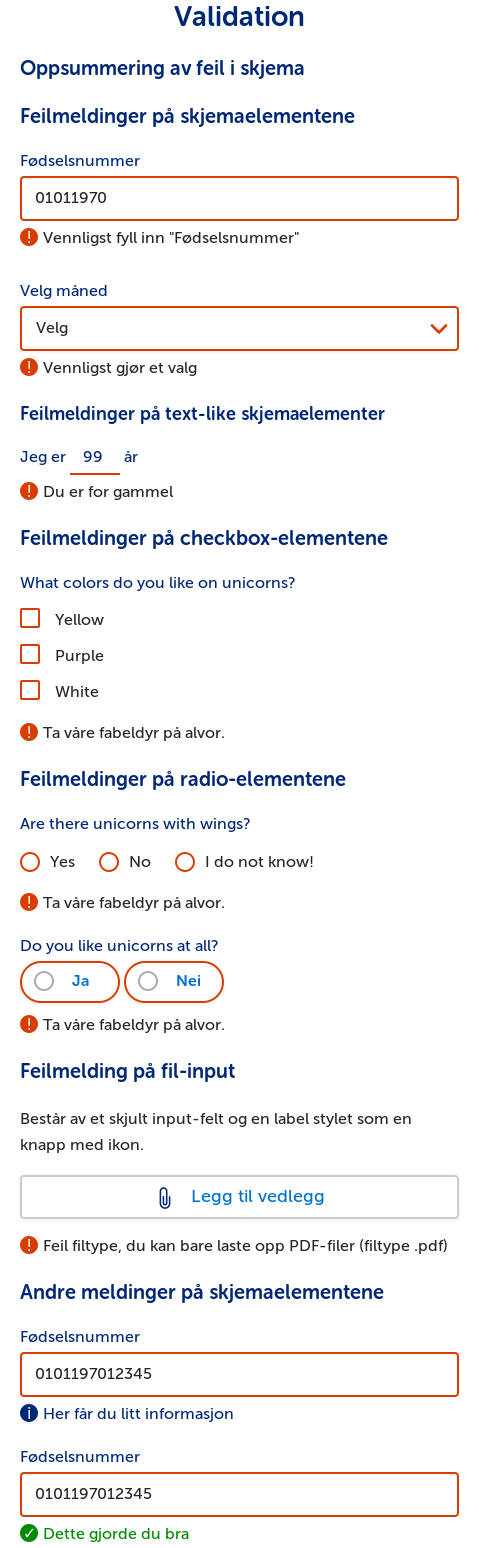 Validation
Oppsummering av feil i skjema
Feilmeldinger på skjemaelementene
Fødselsnummer
01011970
Vennligst fyll inn "Fødselsnummer"
Velg måned
Velg
Vennligst gjør et valg
Feilmeldinger på text-like skjemaelementer
Jeg er 99 år
Du er for gammel
Feilmeldinger på checkbox-elementene
What colors do you like on unicorns?
Yellow
Purple
White
Ta våre fabeldyr på alvor.
Feilmeldinger på radio-elementene
Are there unicorns with wings?
Yes No I do not know!
Ta våre fabeldyr på alvor.
Do you like unicorns at all?
Ja Nei
Ta våre fabeldyr på alvor.
Feilmelding på fil-input
Består av et skjult input-felt og en label stylet som en
knapp med ikon.
Legg til vedlegg
Feil filtype, du kan bare laste opp PDF-filer (filtype .pdf)
Andre meldinger på skjemaelementene
Fødselsnummer
0101197012345
Her får du litt informasjon
Fødselsnummer
0101197012345
Dette gjorde du bra